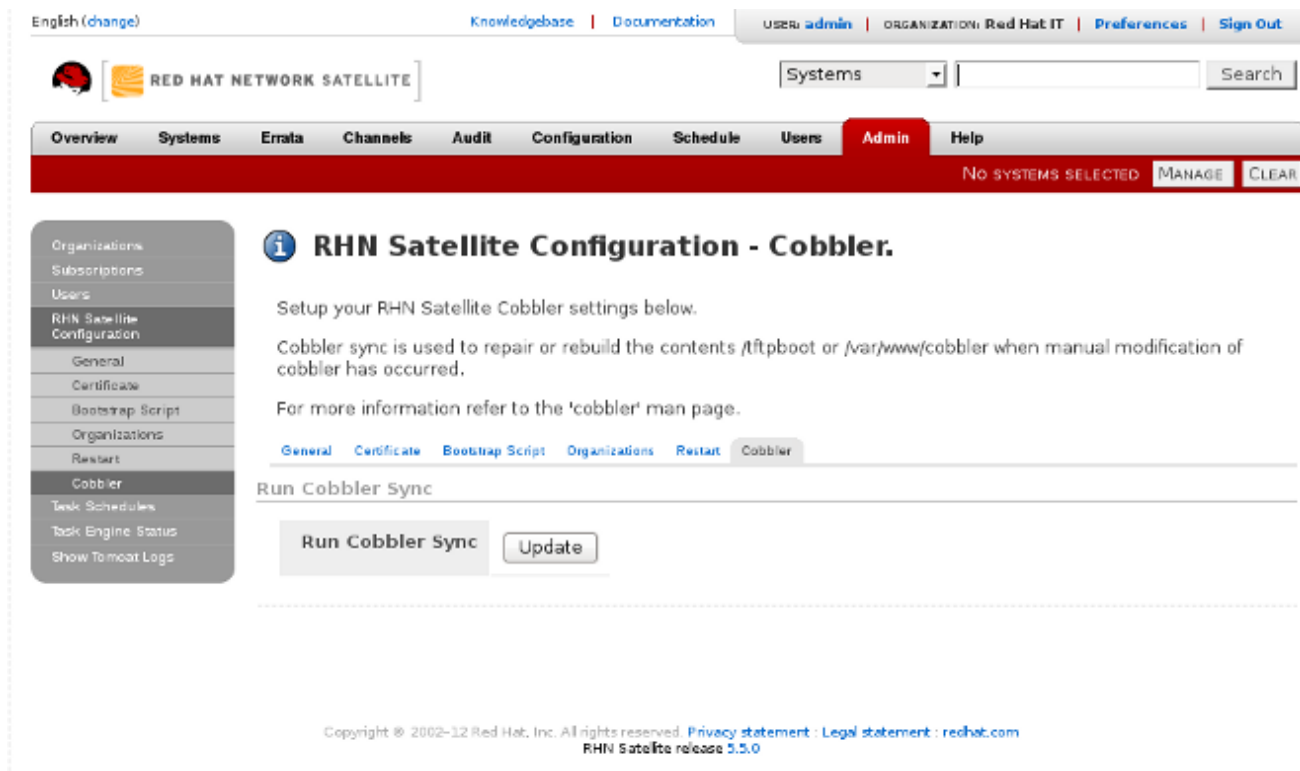 English (change)
Knowledgebase | Documentation
USER: admin | ORGANIZATION: Red Hat IT | Preferences | Sign Out
RED HAT NETWORK SATELLITE
Systems
Search
Overview Systems Errata Channels Audit Configuration Schedule Users Admin Help
NO SYSTEMS SELECTED MANAGE CLEAR
Organizations
Subscriptions
Users
RHN Satellite
Configuration
General
Certificate
Bootstrap Script
Organizations
Restart
Cobbler
Task Schedules
Task Engine Status
Show Tomcat Logs
RHN Satellite Configuration - Cobbler.
Setup your RHN Satellite Cobbler settings below.
Cobbler sync is used to repair or rebuild the contents /tftpboot or /var/www/cobbler when manual modification of
cobbler has occurred.
For more information refer to the 'cobbler' man page.
General Certificate Bootstrap Script Organizations Restart Cobbler
Run Cobbler Sync
Run Cobbler Sync Update
Copyright © 2002-12 Red Hat, Inc. All rights reserved. Privacy statement : Legal statement : redhat.com
RHN Satellite release 5.5.0